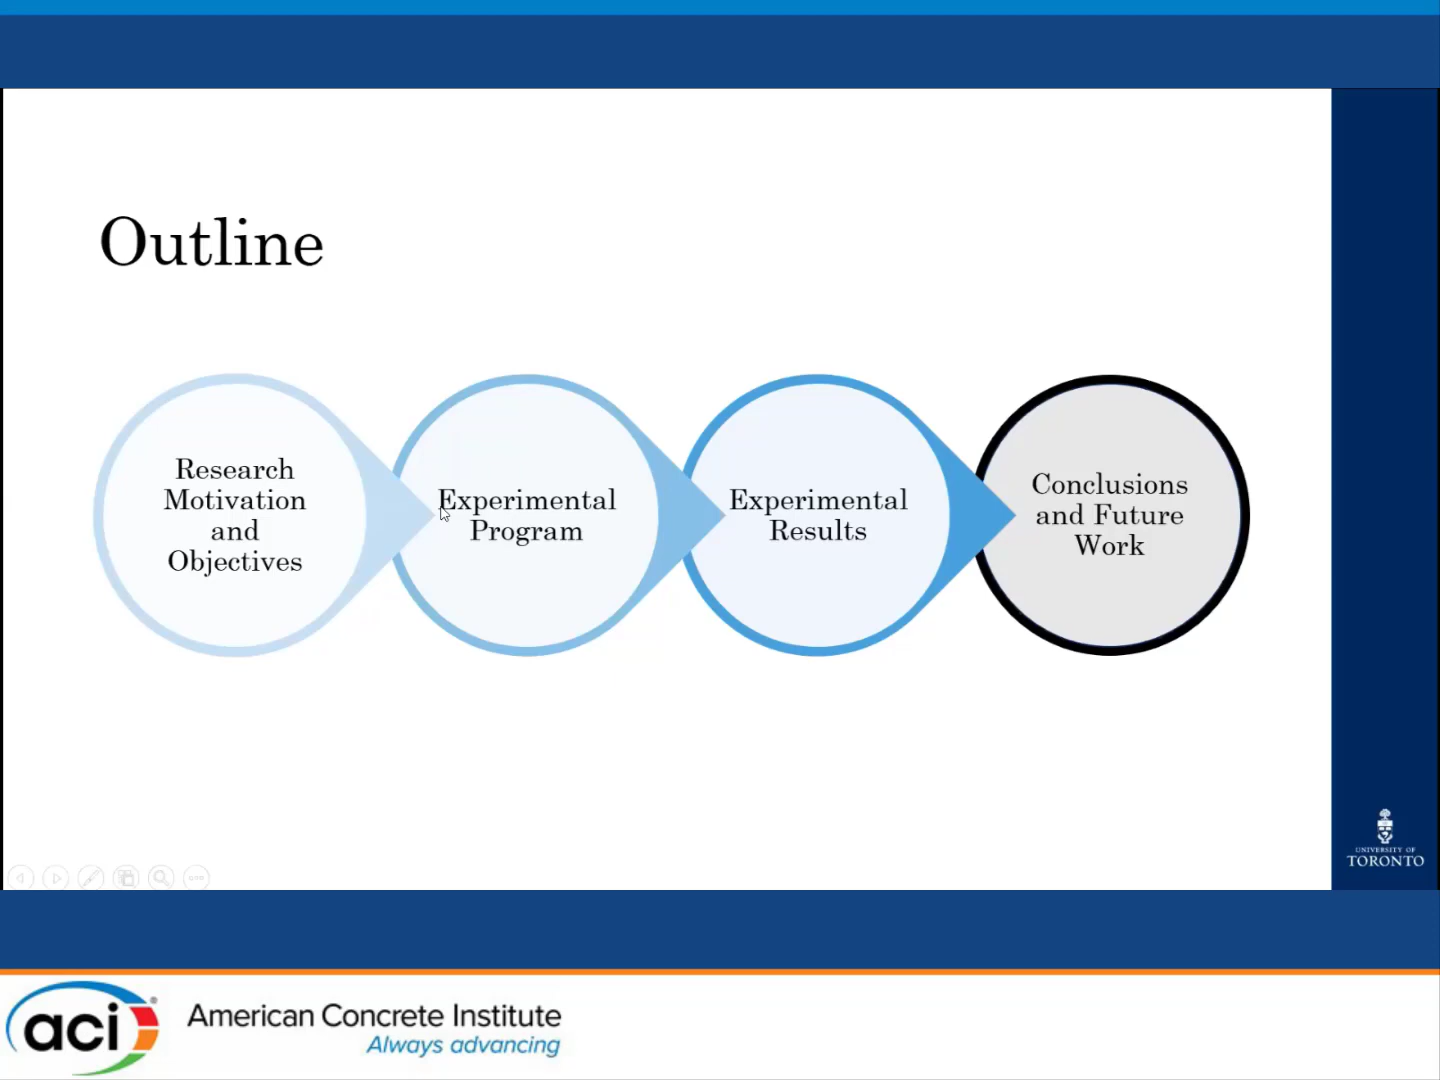 Outline
Research
Motivation
and
Objectives
Experimental
Program
Experimental
Results
Conclusions
and Future
Work
UNIVERSITY OF
TORONTO
aci®
American Concrete Institute
Always advancing